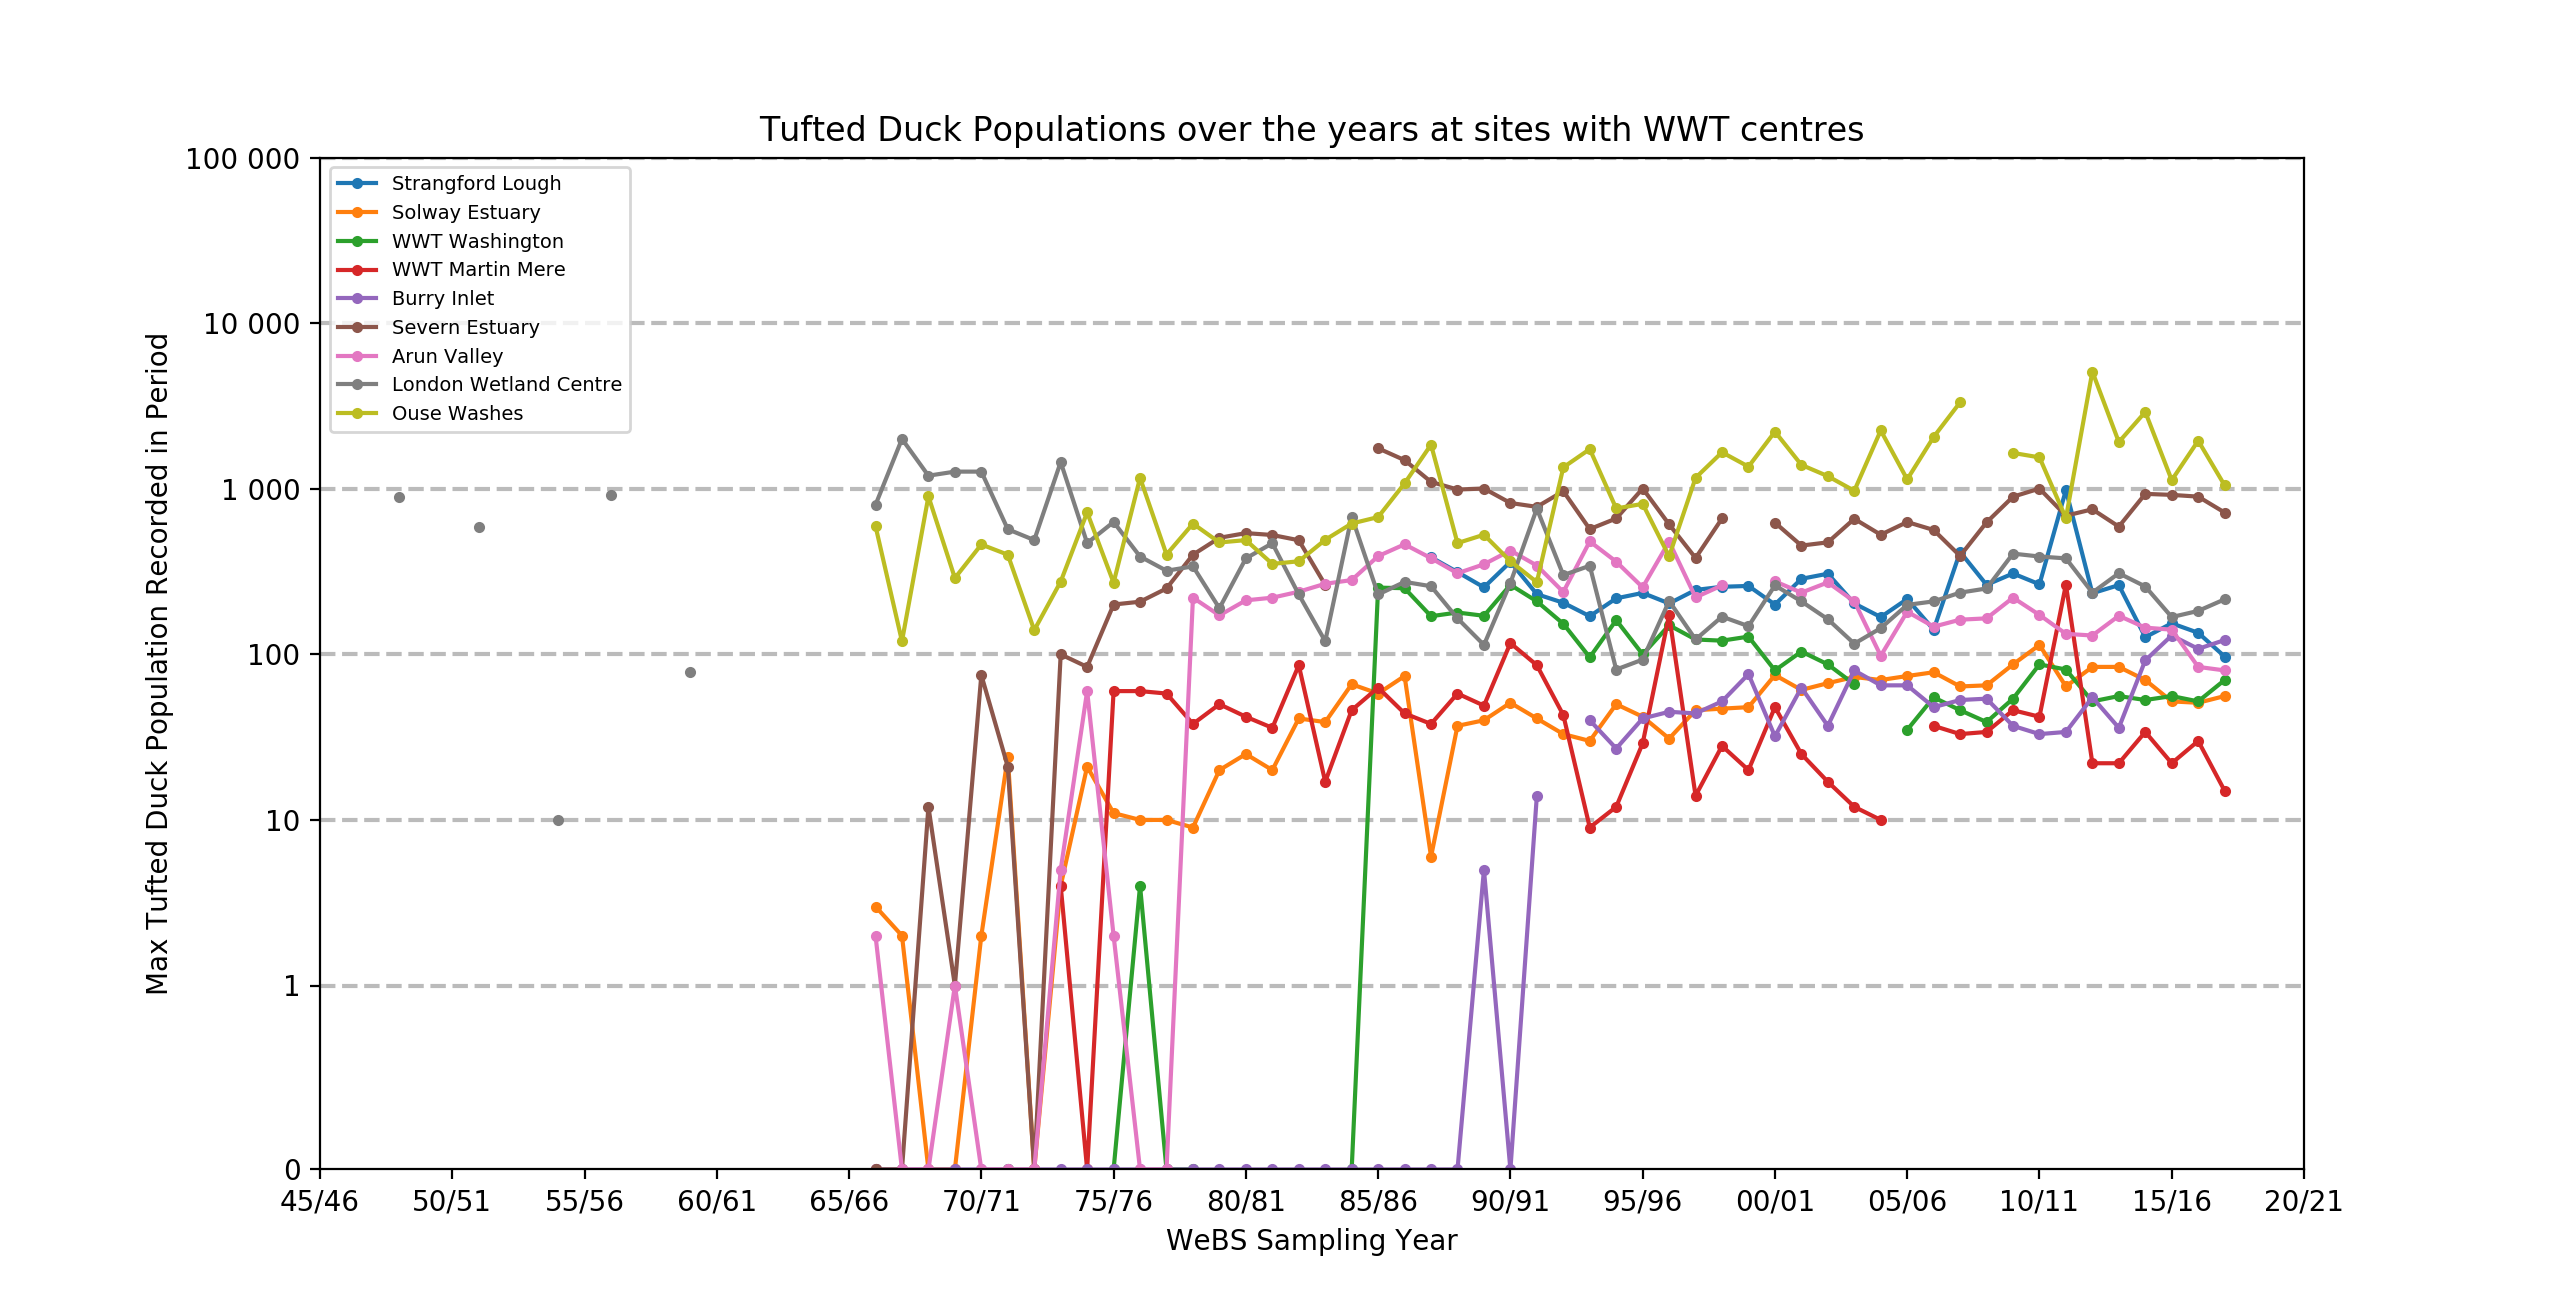 Tufted Duck Populations over the years at sites with WWT centres
100 000
10 000
1 000
100
10
1
0
Max Tufted Duck Population Recorded in Period
Strangford Lough
Solway Estuary
WWT Washington
WWT Martin Mere
Burry Inlet
Severn Estuary
Arun Valley
London Wetland Centre
Ouse Washes
45/46 50/51 55/56 60/61 65/66 70/71 75/76 80/81 85/86 90/91 95/96 00/01 05/06 10/11 15/16 20/21
WeBS Sampling Year